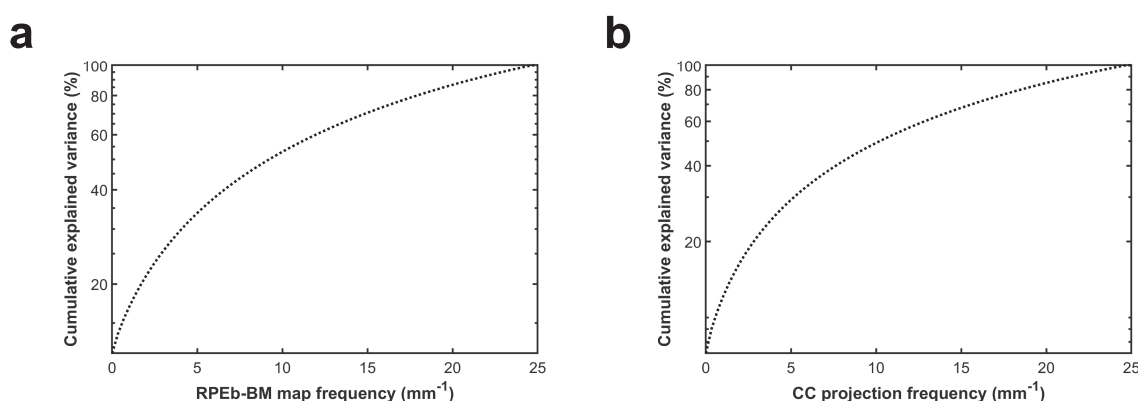 a
Cumulative explained variance (%)
100
80
60
40
20
0 5 10 15 20 25
RPEb-BM map frequency (mm-1)
b
Cumulative explained variance (%)
100
80
60
40
20
0 5 10 15 20 25
CC projection frequency (mm-1)